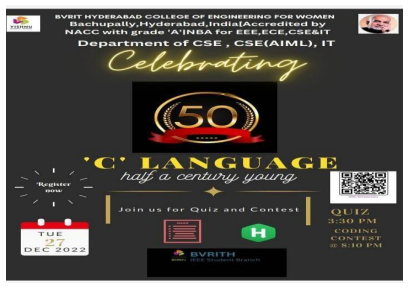 BVRIT HYDERABAD COLLEGE OF ENGINEERING FOR WOMEN
Bachupally,Hyderabad,India[Accredited by
NACC with grade 'A'|NBA for EEE,ECE,CSE&IT
Department of CSE , CSE(AIML), IT
VISHNU
Celebrating
50
'C' LANGUAGE
half a century young
Register
now
Join us for Quiz and Contest
H
QUIZ
3:30 PM
CODING
CONTEST
@ 8:10 PM
TUE
27
DEC 2022
BVRITH
IEEE Student Branch